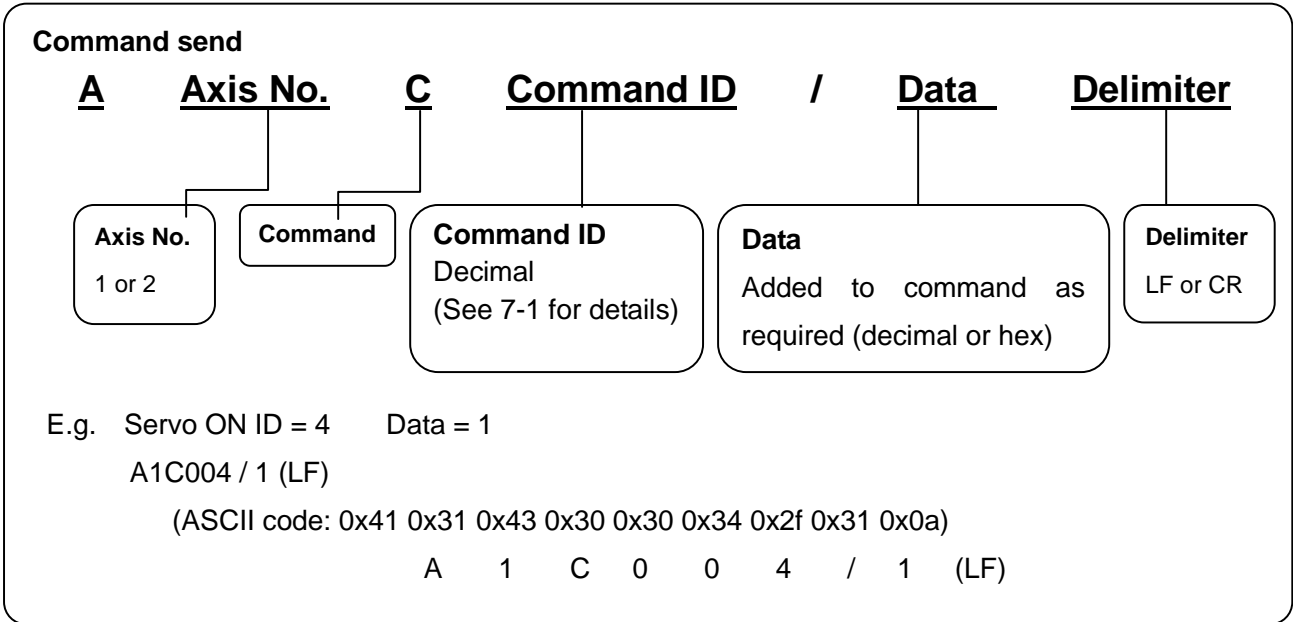 Command send
A Axis No. C Command ID / Data Delimiter
Axis No.
1 or 2
Command
Command ID
Decimal
(See 7-1 for details)
Data
Added to command as
required (decimal or hex)
Delimiter
LF or CR
E.g. Servo ON ID = 4 Data = 1
A1C004 / 1 (LF)
(ASCII code: 0x41 0x31 0x43 0x30 0x30 0x34 0x2f 0x31 0x0a)
A 1 C 0 0 4 / 1 (LF)